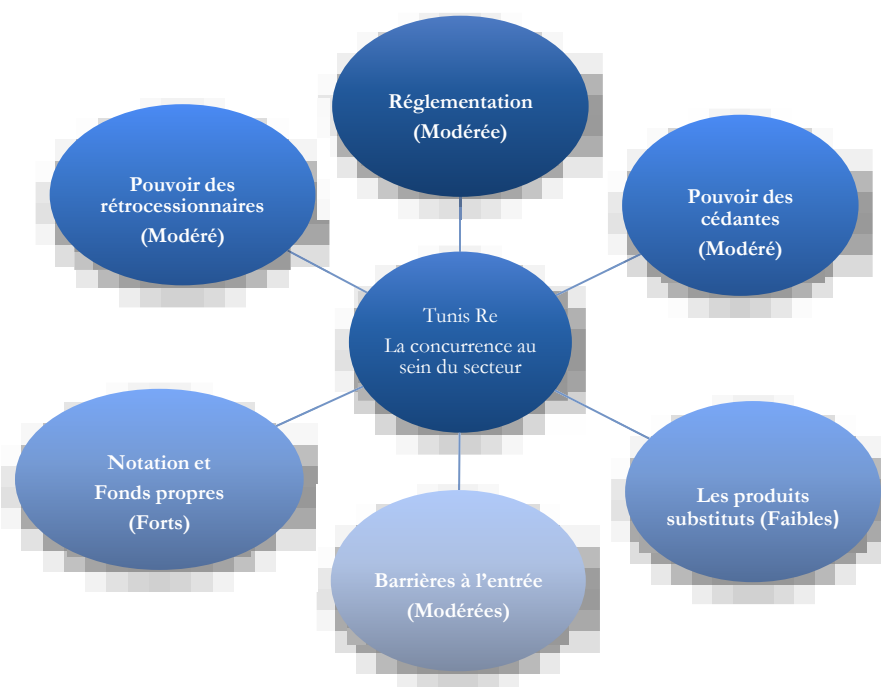 Réglementation
(Modérée)
Pouvoir des
rétrocessionnaires
(Modéré)
Pouvoir des
cédantes
(Modéré)
Tunis Re
La concurrence au
sein du secteur
Notation et
Fonds propres
(Forts)
Les produits
substituts (Faibles)
Barrières à l’entrée
(Modérées)